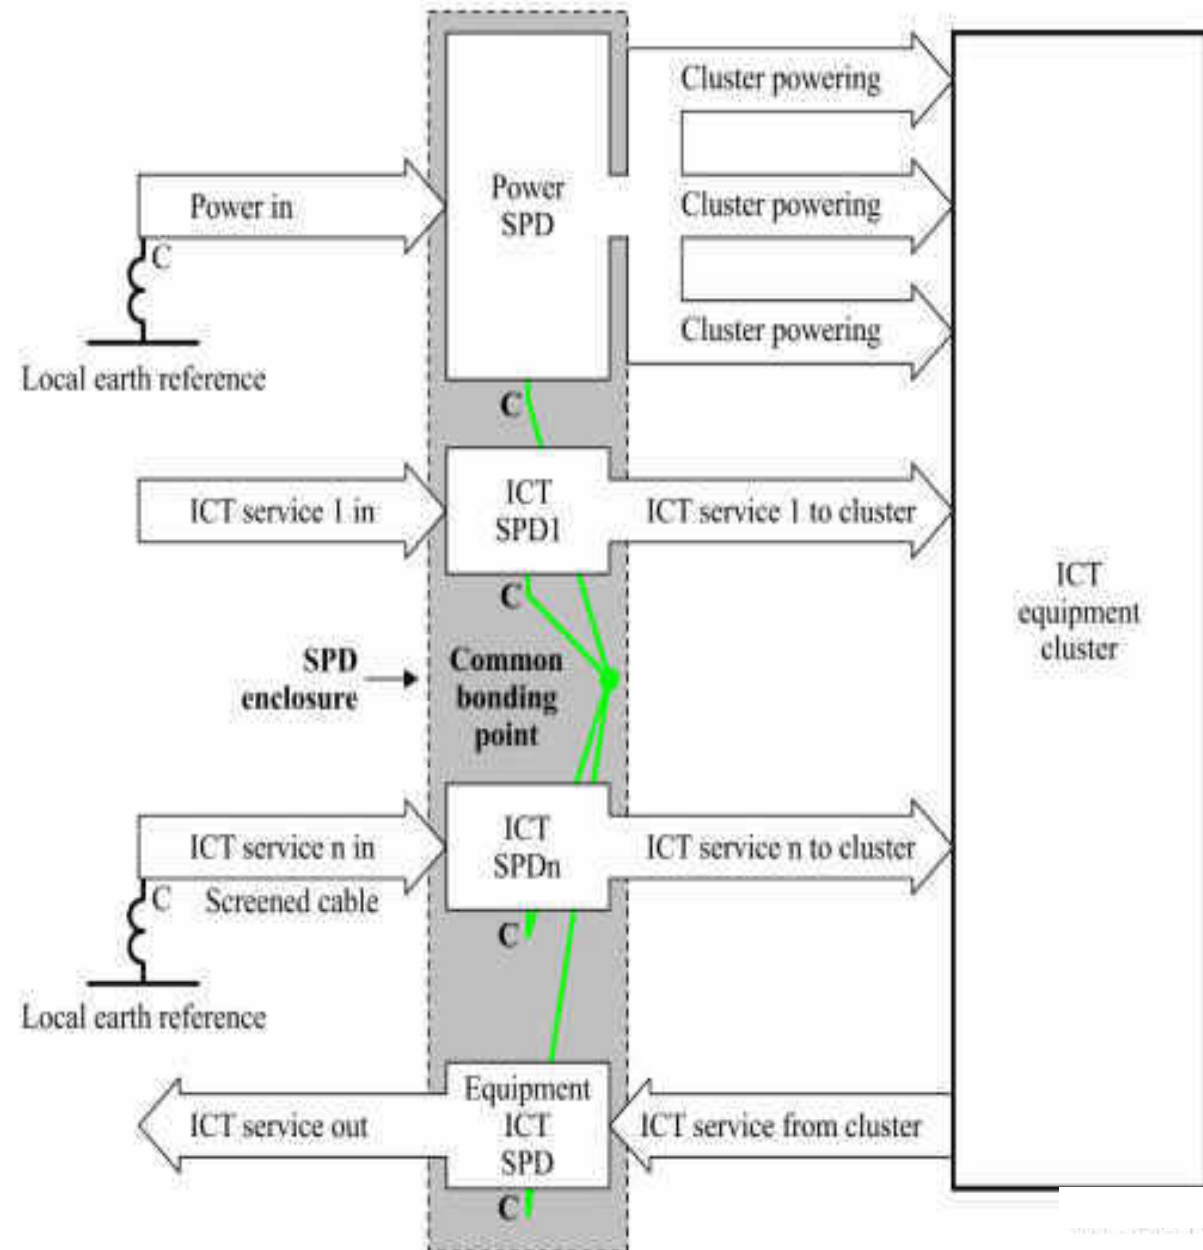 Cluster powering
Power
SPD
Power in
Cluster powering
C
Cluster powering
Local earth reference
C
ICT service 1 in
ICT
SPD1
ICT service 1 to cluster
C
ICT
equipment
cluster
SPD
enclosure
Common
bonding
point
ICT service n in
ICT
SPDn
ICT service n to cluster
C
Screened cable
C
Local earth reference
Equipment
ICT
SPD
ICT service out
ICT service from cluster
C